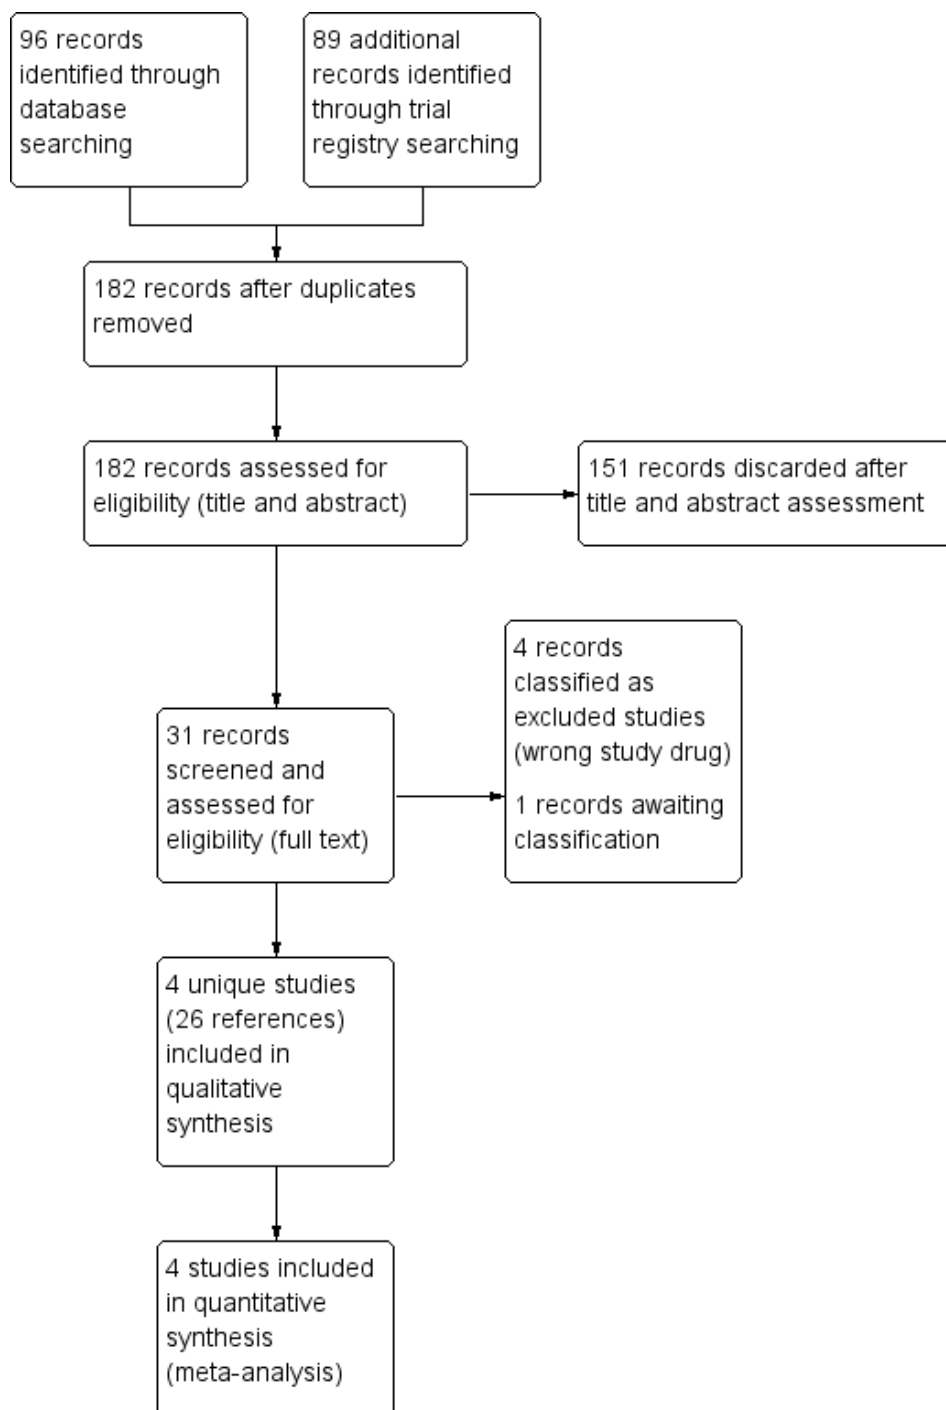 96 records
identified through
database
searching
89 additional
records identified
through trial
registry searching
182 records after duplicates
removed
182 records assessed for
eligibility (title and abstract)
151 records discarded after
title and abstract assessment
31 records
screened and
assessed for
eligibility (full text)
4 records
classified as
excluded studies
(wrong study drug)
1 records awaiting
classification
4 unique studies
(26 references)
included in
qualitative
synthesis
4 studies included
in quantitative
synthesis
(meta-analysis)